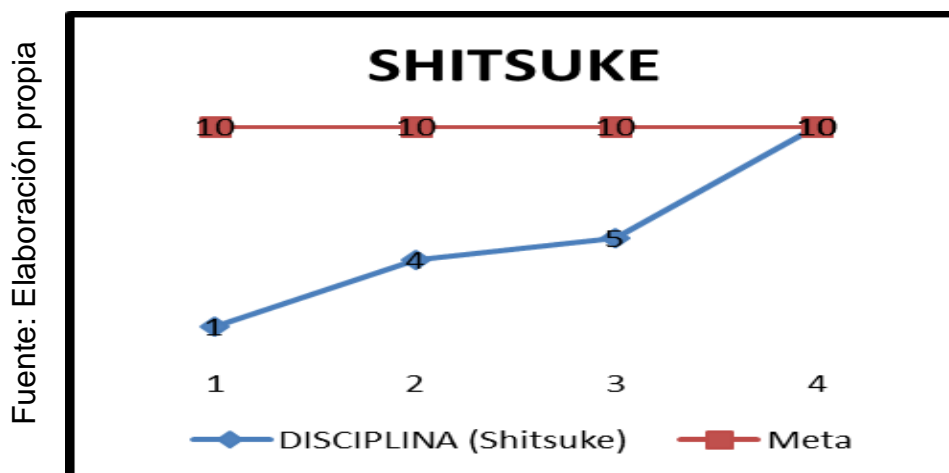 Fuente: Elaboración propia
SHITSUKE
10 10 10 10
5
4
1
1 2 3 4
DISCIPLINA (Shitsuke) Meta